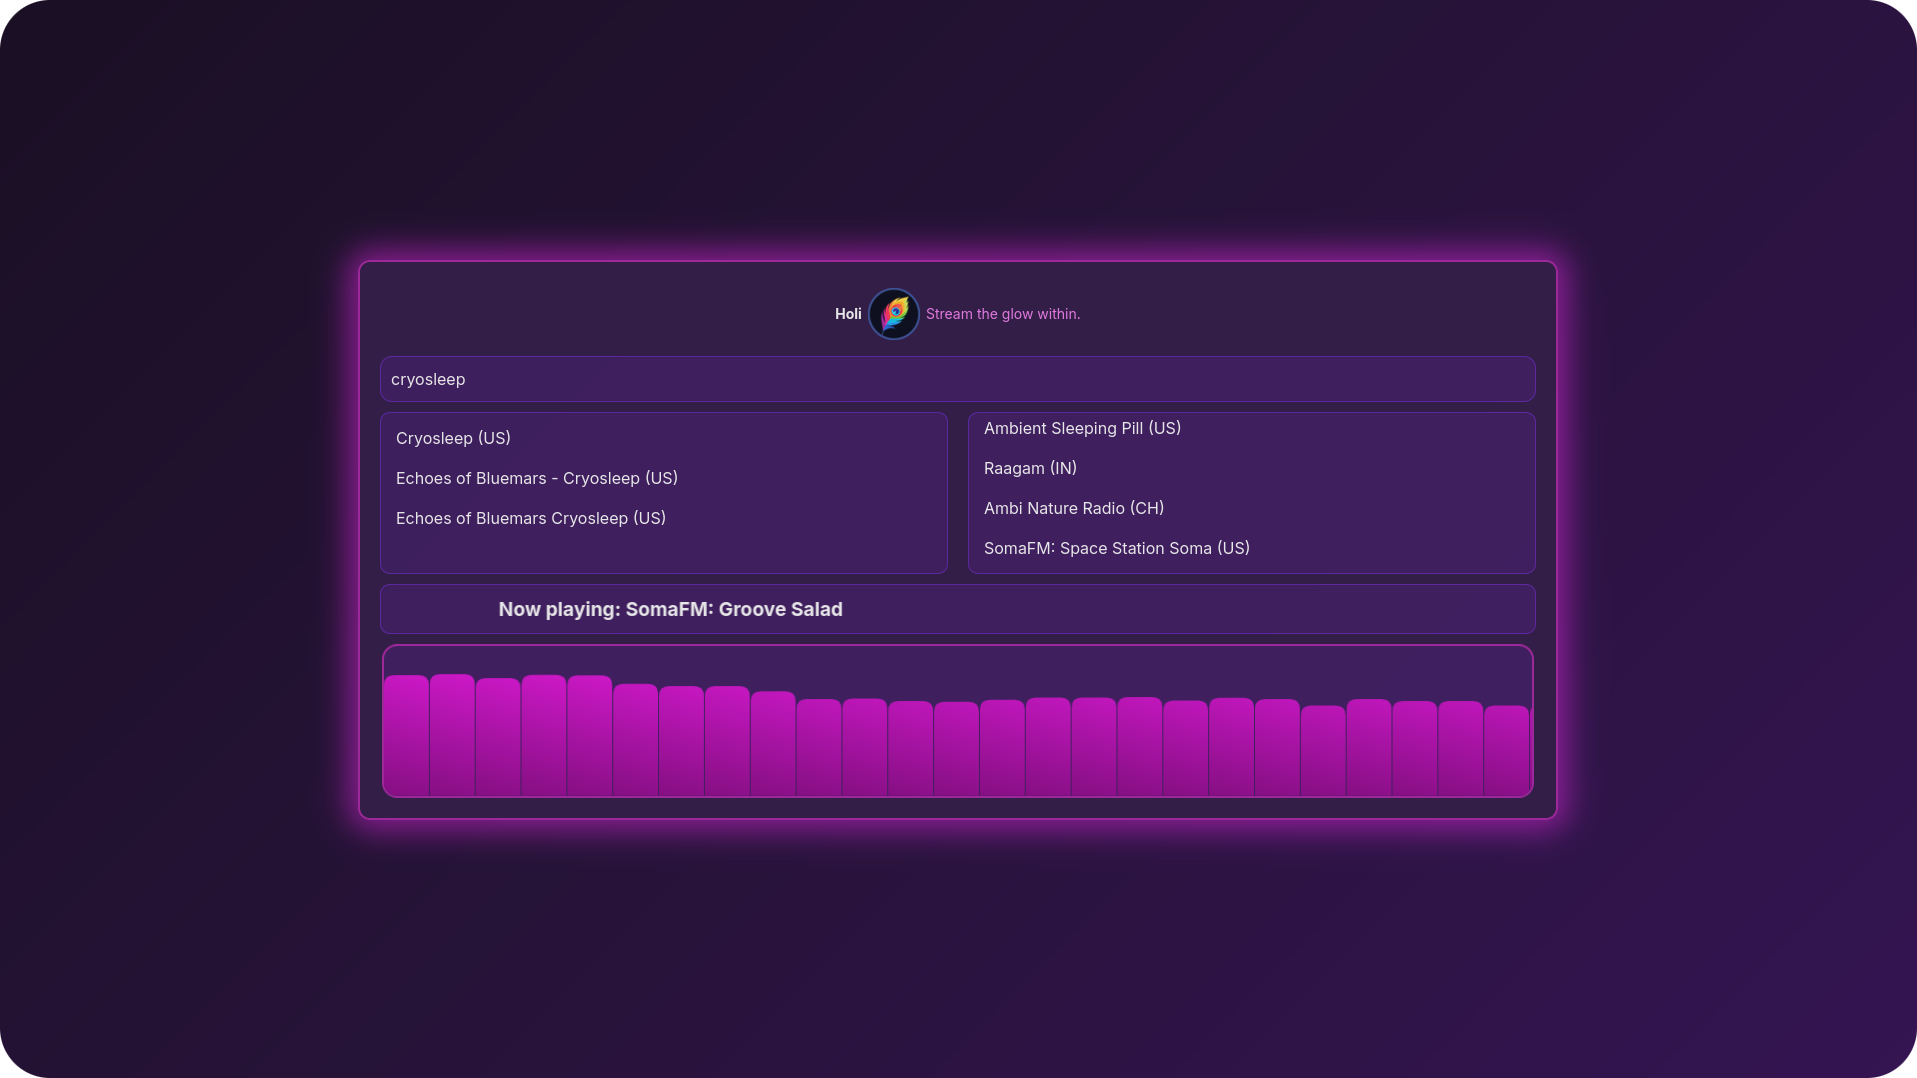 Holi Stream the glow within.
cryosleep
Cryosleep (US)
Echoes of Bluemars - Cryosleep (US)
Echoes of Bluemars Cryosleep (US)
Ambient Sleeping Pill (US)
Raagam (IN)
Ambi Nature Radio (CH)
SomaFM: Space Station Soma (US)
Now playing: SomaFM: Groove Salad